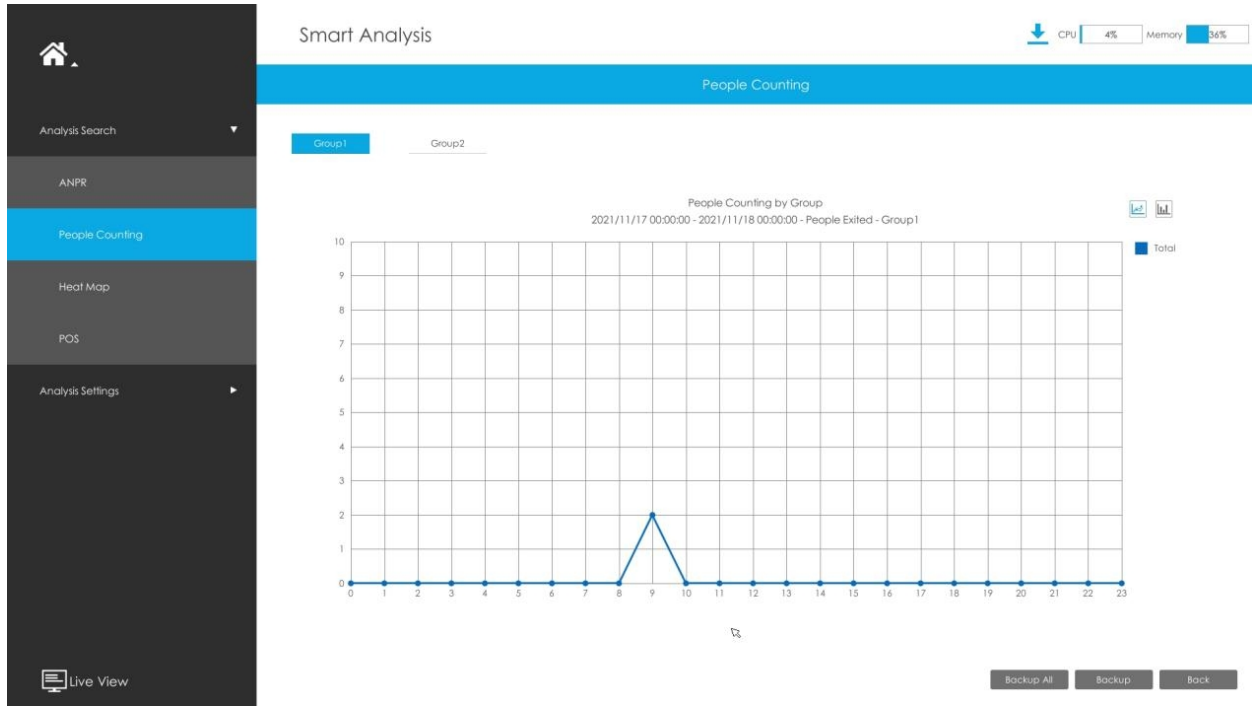 Smart Analysis
CPU 4% Memory 36%
People Counting
Analysis Search
ANPR
People Counting
Heat Map
POS
Analysis Settings
Live View
Group1 Group2
People Counting by Group
2021/11/17 00:00:00 - 2021/11/18 00:00:00 - People Exited - Group1
Total
10
9
8
7
6
5
4
3
2
1
0
0 1 2 3 4 5 6 7 8 9 10 11 12 13 14 15 16 17 18 19 20 21 22 23
Backup All Backup Back